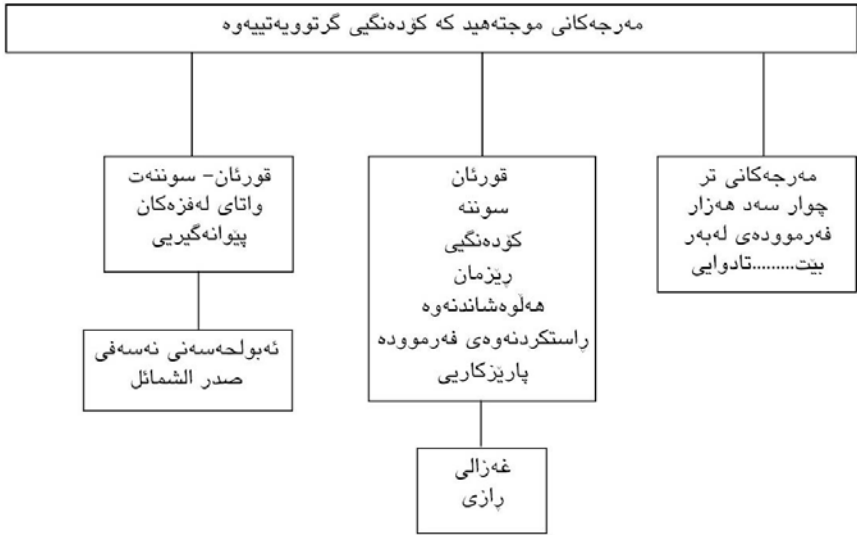 مەرجەکانی موجتەهید کە کۆدەنگیی گرتوویەتییەوە
مەرجەکانی تر
چوار سەد هەزار
فەرموودەی لەبەر
بێت.........تادوایی
قورئان
سوننە
کۆدەنگیی
ڕێزمان
هەڵوەشاندنەوە
ڕاستکردنەوەی فەرموودە
پارێزکاریی
غەزالی
ڕازی
قورئان– سوننەت
واتای لەفزەکان
پێوانەگیریی
ئەبولحەسەنی نەسەفی
صدر الشمائل